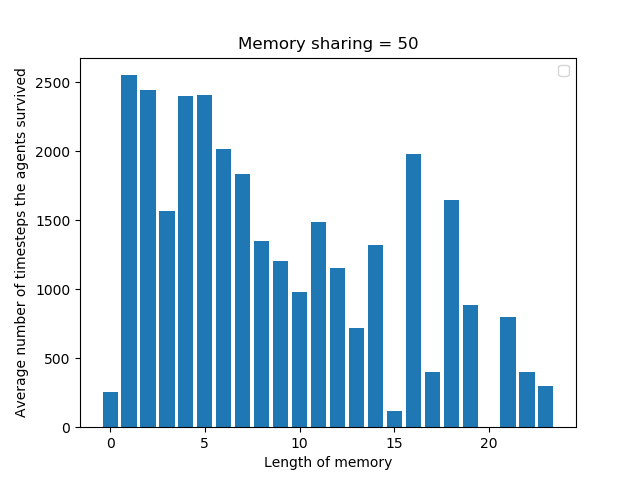 Memory sharing = 50
Average number of timesteps the agents survived
2500
2000
1500
1000
500
0
0 5 10 15 20
Length of memory